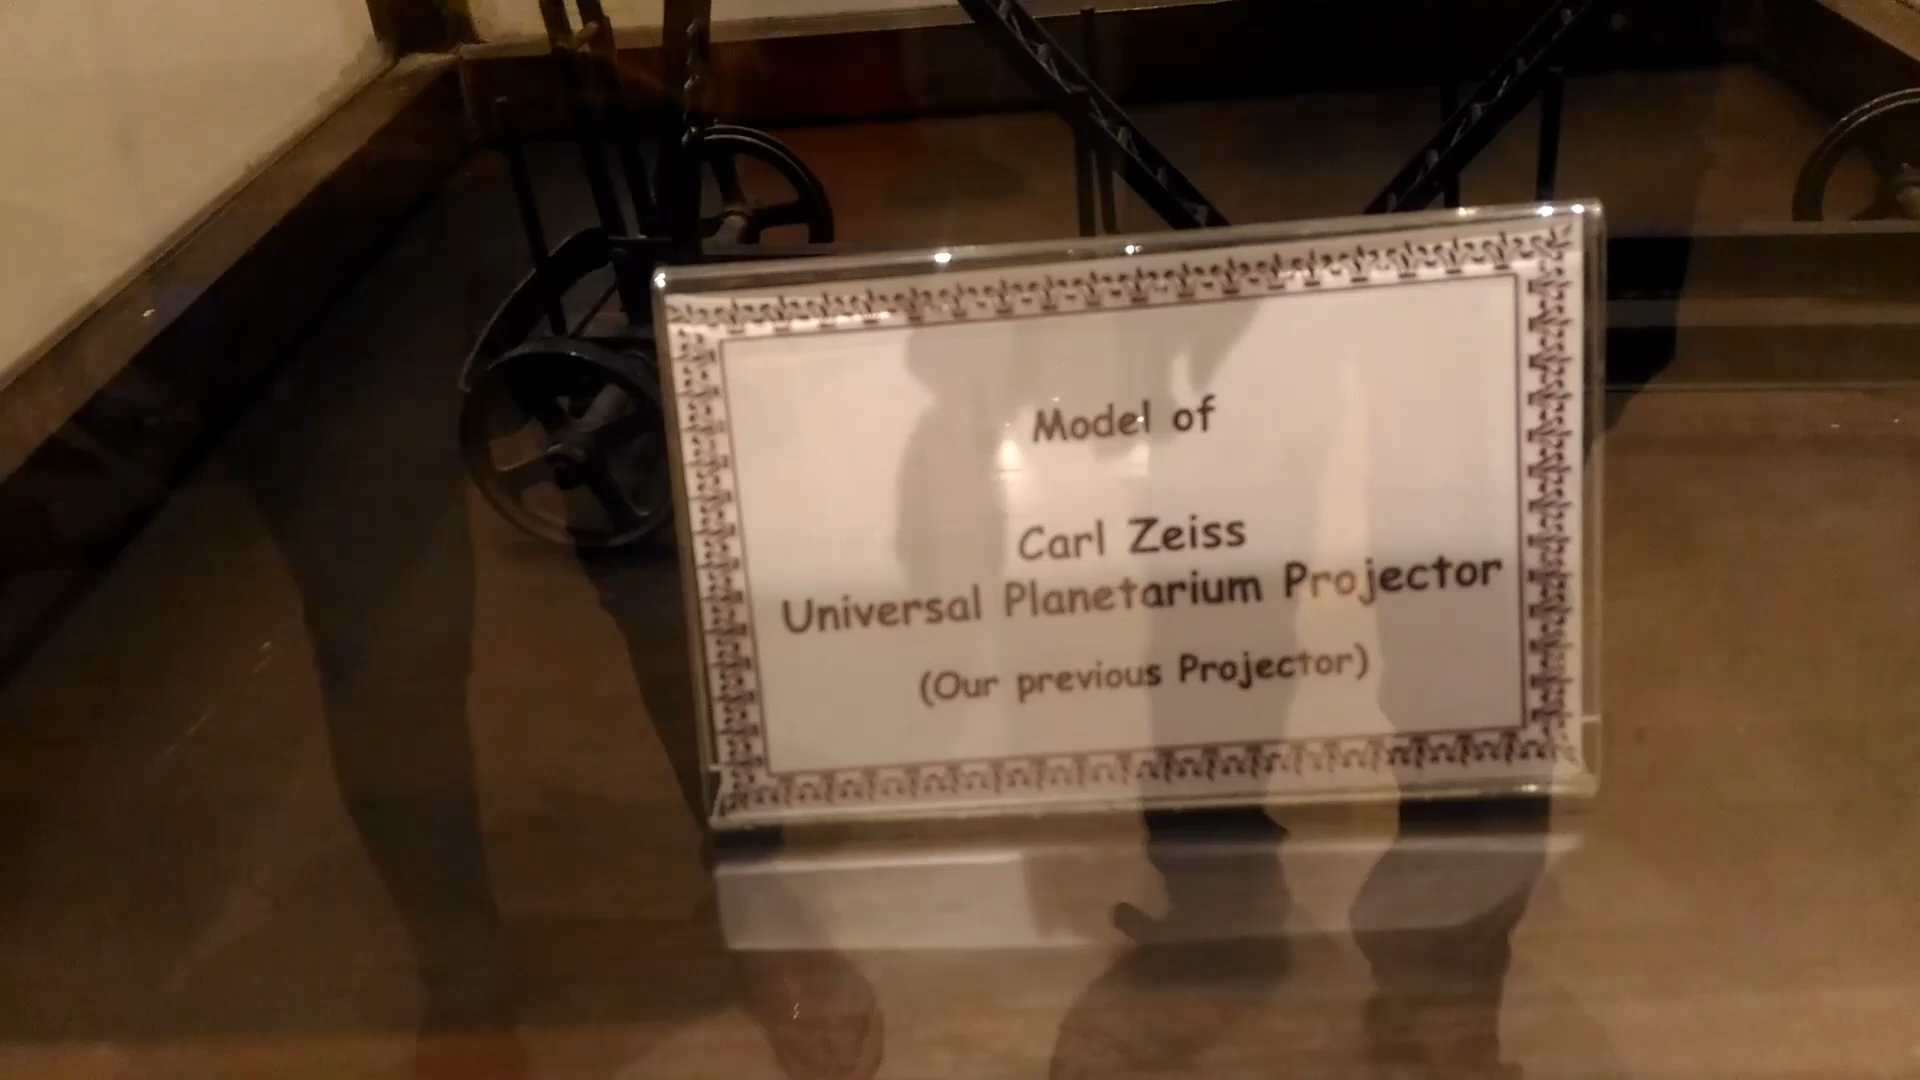 Model of
Carl Zeiss
Universal Planetarium Projector
(Our previous Projector)